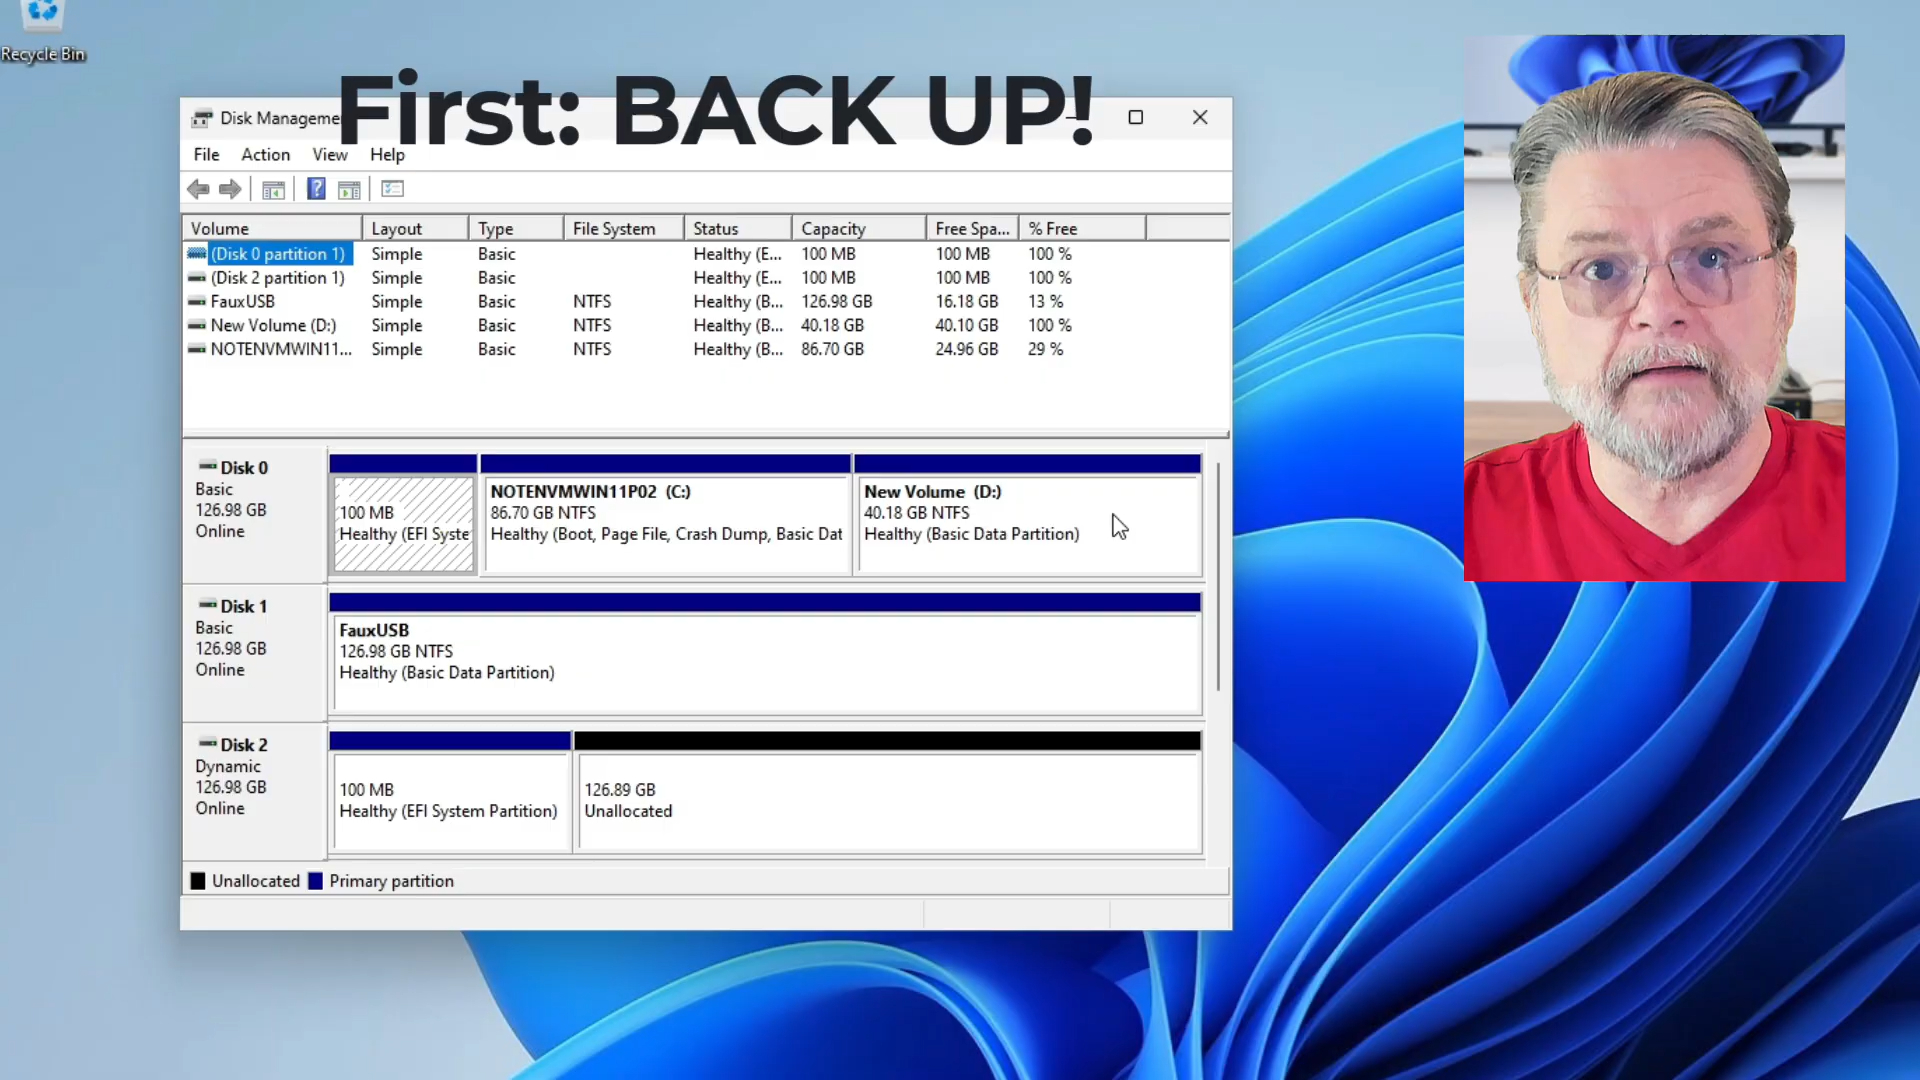 Recycle Bin
First: BACK UP!
Disk Manageme
File Action View Help
Volume Layout Type File System Status Capacity Free Spa... % Free
(Disk 0 partition 1) Simple Basic Healthy (E... 100 MB 100 MB 100 %
(Disk 2 partition 1) Simple Basic Healthy (E... 100 MB 100 MB 100 %
FauxUSB Simple Basic NTFS Healthy (B... 126.98 GB 16.18 GB 13 %
New Volume (D:) Simple Basic NTFS Healthy (B... 40.18 GB 40.10 GB 100 %
NOTENVMWIN11... Simple Basic NTFS Healthy (B... 86.70 GB 24.96 GB 29 %
Disk 0
Basic
126.98 GB
Online
100 MB
Healthy (EFI Syste
NOTENVMWIN11P02 (C:)
86.70 GB NTFS
Healthy (Boot, Page File, Crash Dump, Basic Dat
New Volume (D:)
40.18 GB NTFS
Healthy (Basic Data Partition)
Disk 1
Basic
126.98 GB
Online
FauxUSB
126.98 GB NTFS
Healthy (Basic Data Partition)
Disk 2
Dynamic
126.98 GB
Online
100 MB
Healthy (EFI System Partition)
126.89 GB
Unallocated
Unallocated Primary partition